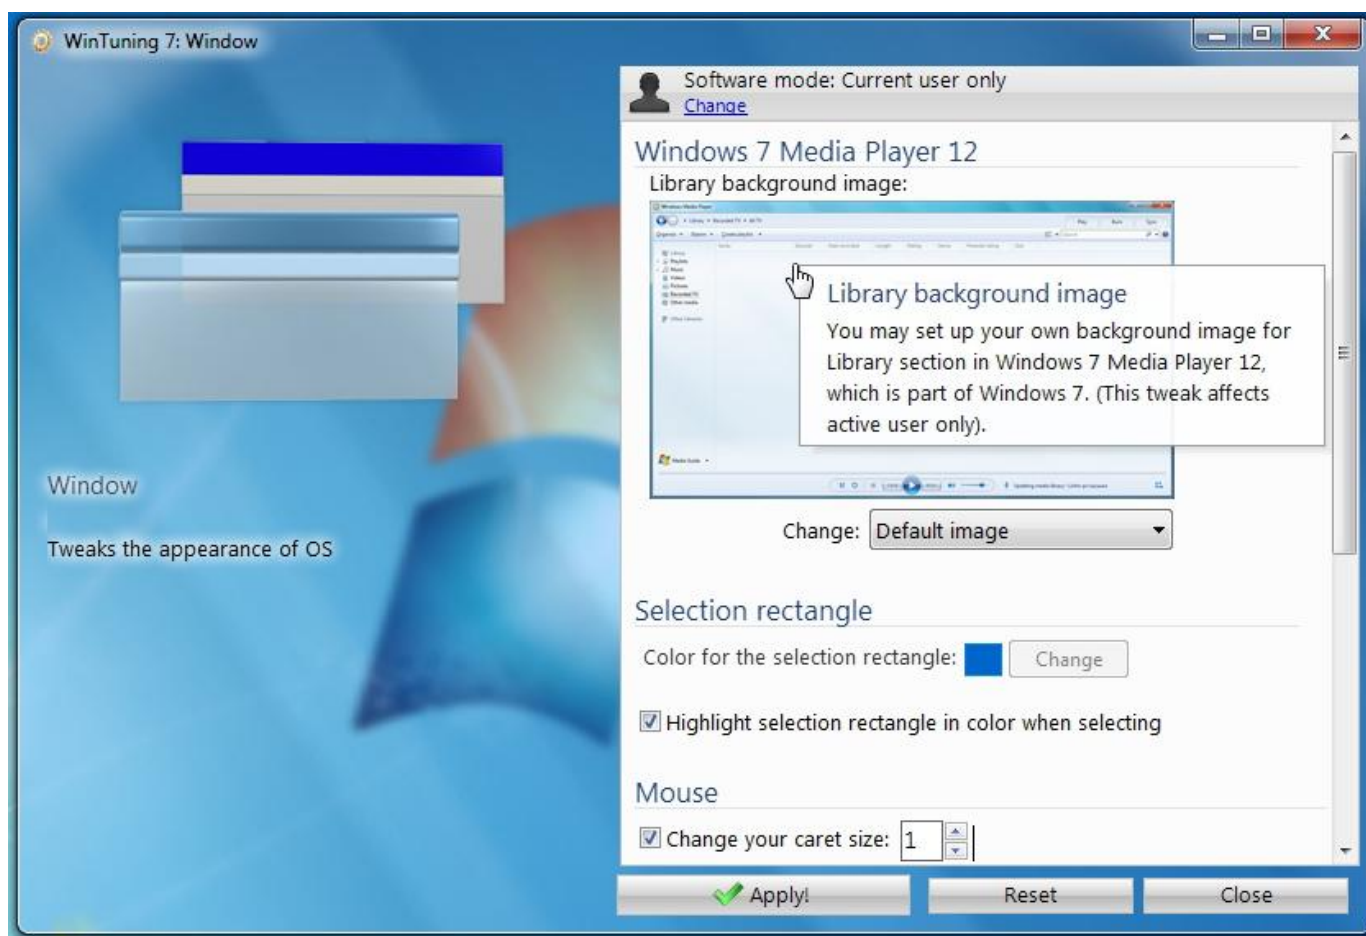 WinTuning 7: Window
Window
Tweaks the appearance of OS
Software mode: Current user only
Change
Windows 7 Media Player 12
Library background image:
Windows Media Player
Library background image
You may set up your own background image for
Library section in Windows 7 Media Player 12,
which is part of Windows 7. (This tweak affects
active user only).
Change: Default image
Selection rectangle
Color for the selection rectangle: Change
Highlight selection rectangle in color when selecting
Mouse
Change your caret size: 1
Apply!
Reset
Close